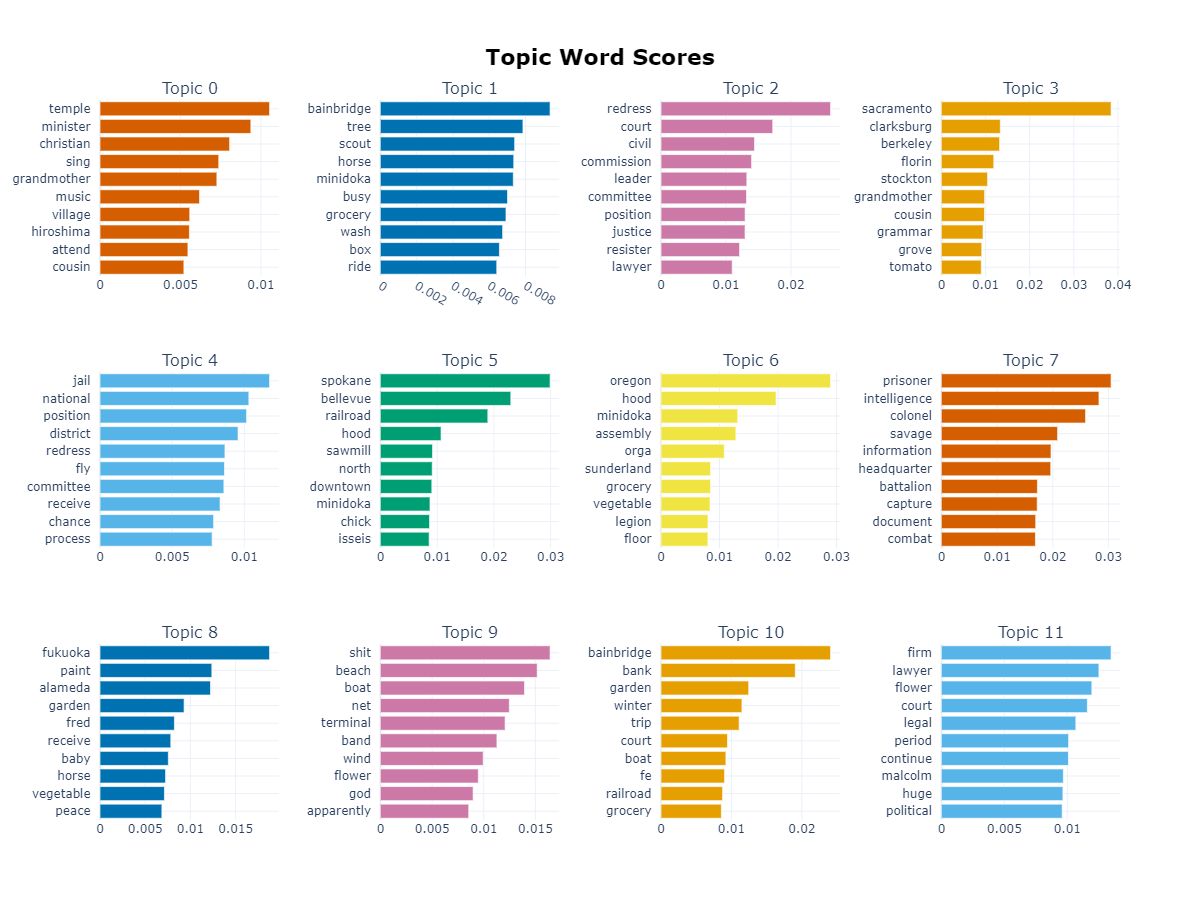 Topic Word Scores
Topic 0
temple
minister
christian
sing
grandmother
music
village
hiroshima
attend
cousin
0 0.005 0.01
Topic 1
bainbridge
tree
scout
horse
minidoka
busy
grocery
wash
box
ride
0 0.002 0.004 0.006 0.008
Topic 2
redress
court
civil
commission
leader
committee
position
justice
resister
lawyer
0 0.01 0.02
Topic 3
sacramento
clarksburg
berkeley
florin
stockton
grandmother
cousin
grammar
grove
tomato
0 0.01 0.02 0.03 0.04
Topic 4
jail
national
position
district
redress
fly
committee
receive
chance
process
0 0.005 0.01
Topic 5
spokane
bellevue
railroad
hood
sawmill
north
downtown
minidoka
chick
isseis
0 0.01 0.02 0.03
Topic 6
oregon
hood
minidoka
assembly
orga
sunderland
grocery
vegetable
legion
floor
0 0.01 0.02 0.03
Topic 7
prisoner
intelligence
colonel
savage
information
headquarter
battalion
capture
document
combat
0 0.01 0.02 0.03
Topic 8
fukuoka
paint
alameda
garden
fred
receive
baby
horse
vegetable
peace
0 0.005 0.01 0.015
Topic 9
shit
beach
boat
net
terminal
band
wind
flower
god
apparently
0 0.005 0.01 0.015
Topic 10
bainbridge
bank
garden
winter
trip
court
boat
fe
railroad
grocery
0 0.01 0.02
Topic 11
firm
lawyer
flower
court
legal
period
continue
malcolm
huge
political
0 0.005 0.01